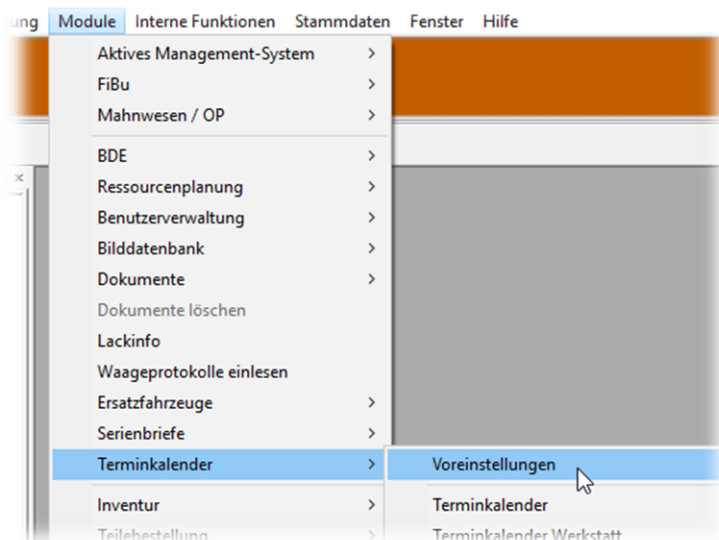 Module Interne Funktionen Stammdaten Fenster Hilfe
Aktives Management-System
FiBu
Mahnwesen / OP
BDE
Ressourcenplanung
Benutzerverwaltung
Bilddatenbank
Dokumente
Dokumente löschen
Lackinfo
Waageprotokolle einlesen
Ersatzfahrzeuge
Serienbriefe
Terminkalender
Voreinstellungen
Inventur
Terminkalender
Teilebestellung
Terminkalender Werkstatt